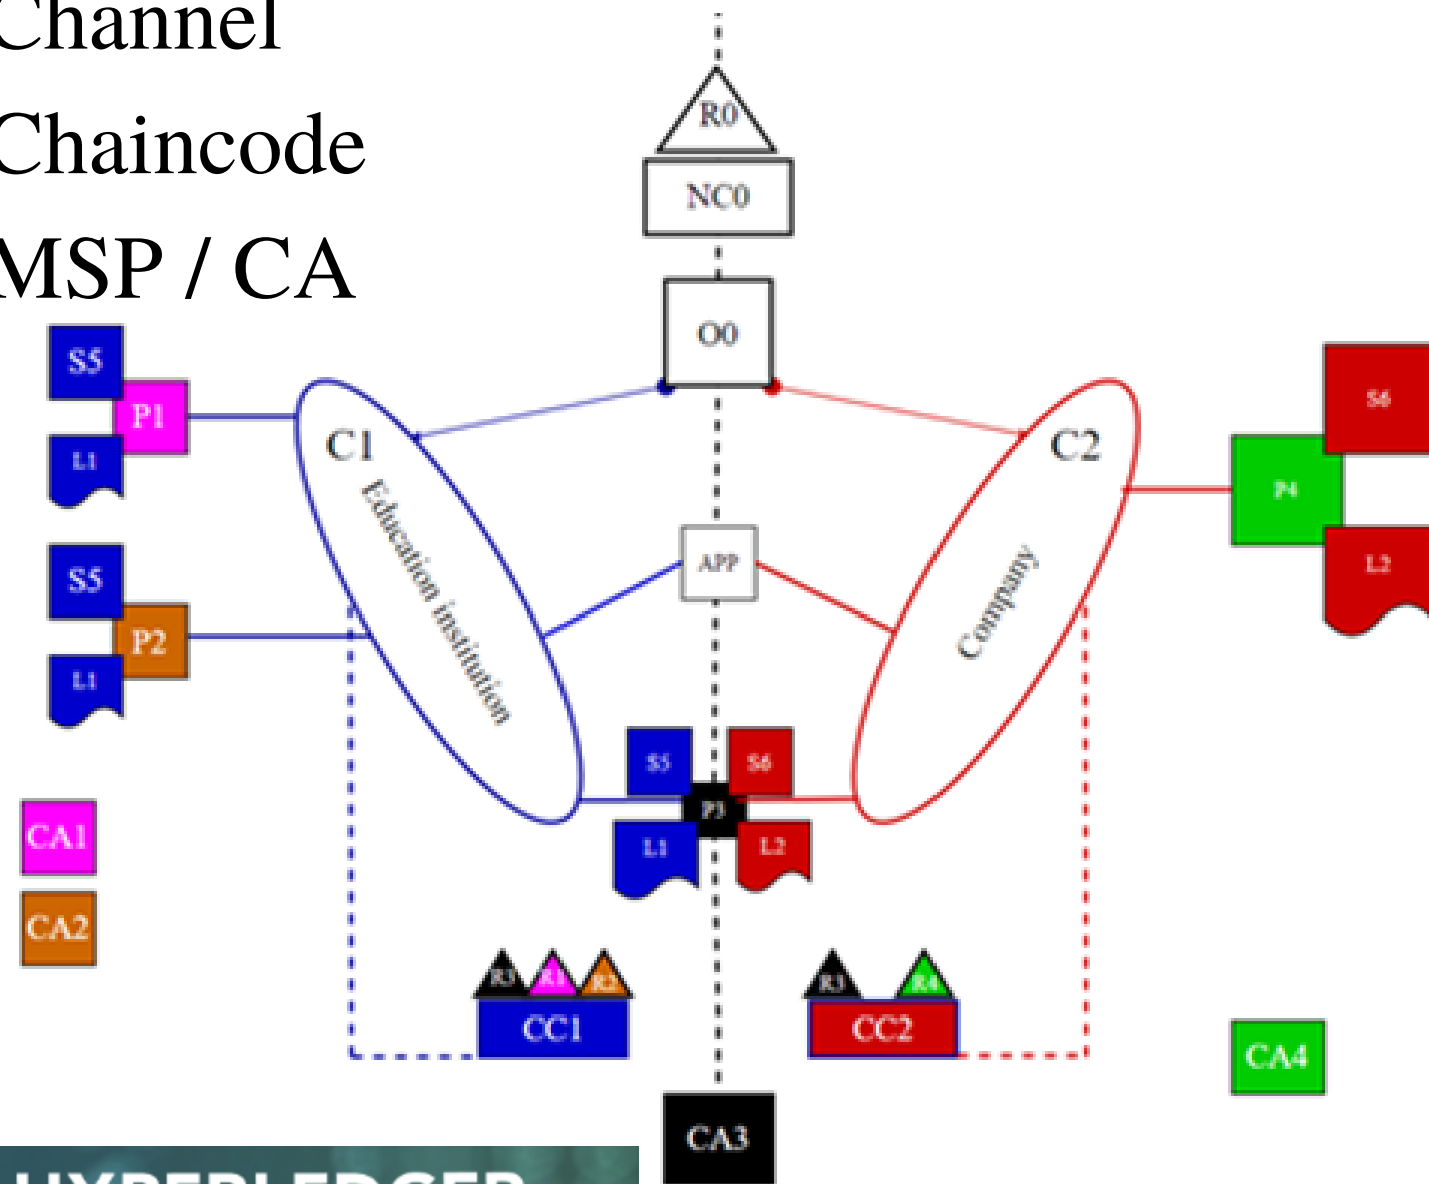 Channel
Chaincode
MSP / CA
R0
NC0
O0
S5
P1
L1
C1
Education institution
C2
Company
S6
P4
L2
APP
S5
P2
L1
S5
S6
P3
L1
L2
CA1
CA2
R3 R1 R2
CC1
R3 R4
CC2
CA4
CA3
HYPERLEDGER